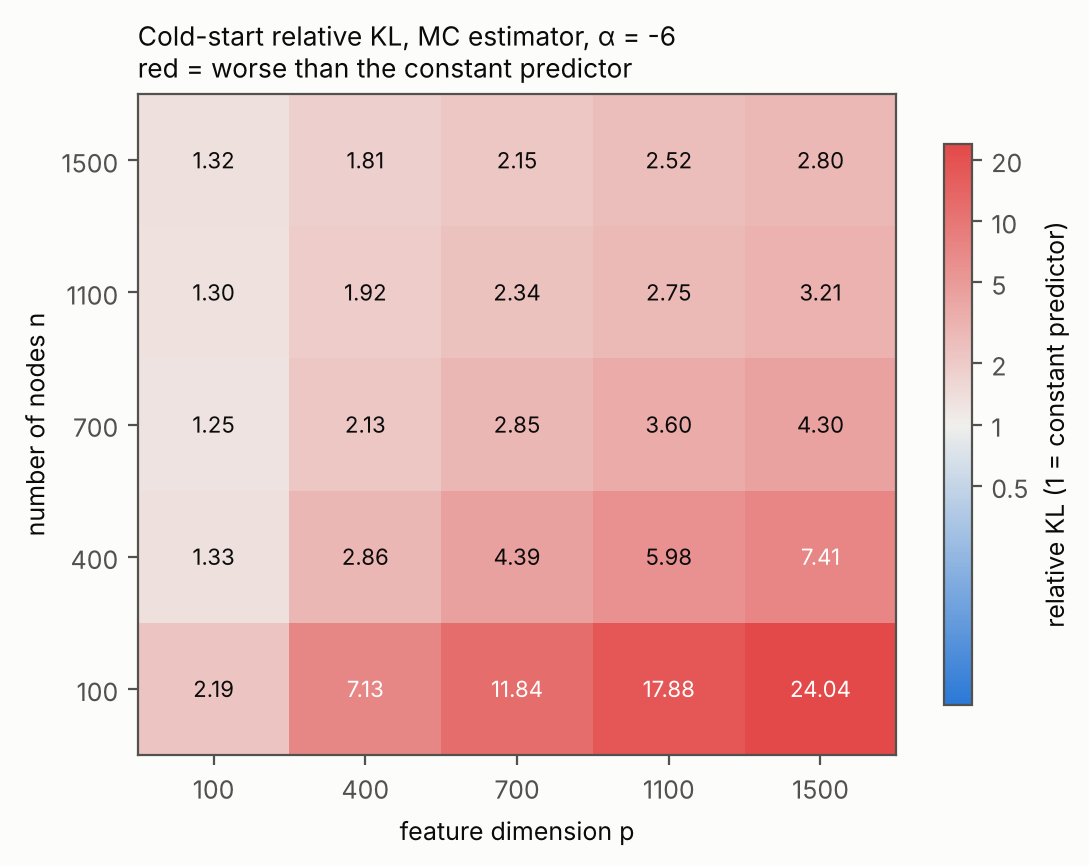 Cold-start relative KL, MC estimator, α = -6
red = worse than the constant predictor
1500 1.32 1.81 2.15 2.52 2.80
1100 1.30 1.92 2.34 2.75 3.21
700 1.25 2.13 2.85 3.60 4.30
400 1.33 2.86 4.39 5.98 7.41
100 2.19 7.13 11.84 17.88 24.04
100 400 700 1100 1500
feature dimension p
number of nodes n
20
10
5
2
1
0.5
relative KL (1 = constant predictor)